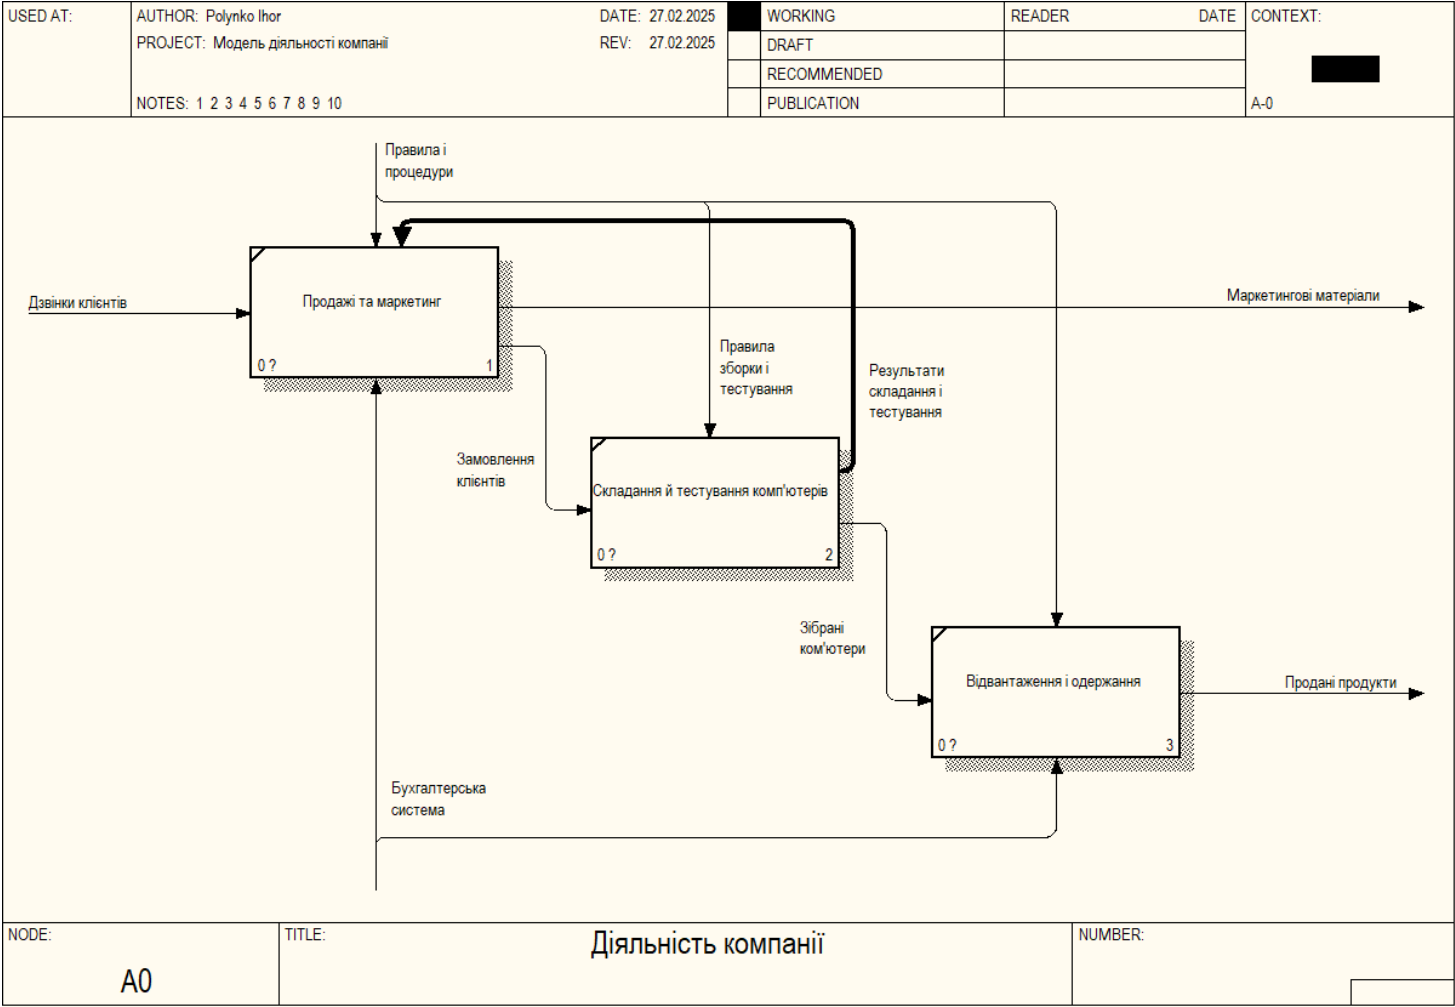 USED AT:
AUTHOR: Polynko Ihor
DATE: 27.02.2025
PROJECT: Модель діяльності компанії
REV: 27.02.2025
NOTES: 1 2 3 4 5 6 7 8 9 10
WORKING
DRAFT
RECOMMENDED
PUBLICATION
READER DATE
CONTEXT:
A-0
Правила і
процедури
Дзвінки клієнтів
Продажі та маркетинг
0 ? 1
Маркетингові матеріали
Правила
зборки і
тестування
Результати
складання і
тестування
Замовлення
клієнтів
Складання й тестування комп'ютерів
0 ? 2
Зібрані
ком'ютери
Відвантаження і одержання
0 ? 3
Продані продукти
Бухгалтерська
система
NODE:
A0
TITLE:
Діяльність компанії
NUMBER: